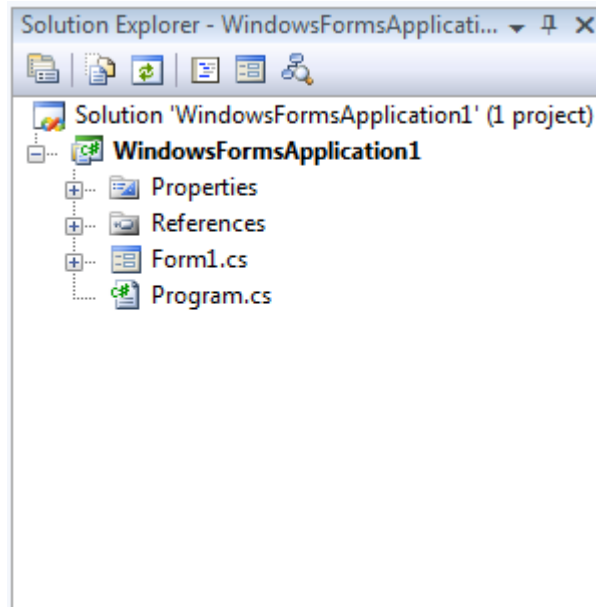 Solution Explorer - WindowsFormsApplicati...
Solution 'WindowsFormsApplication1' (1 project)
WindowsFormsApplication1
Properties
References
Form1.cs
Program.cs